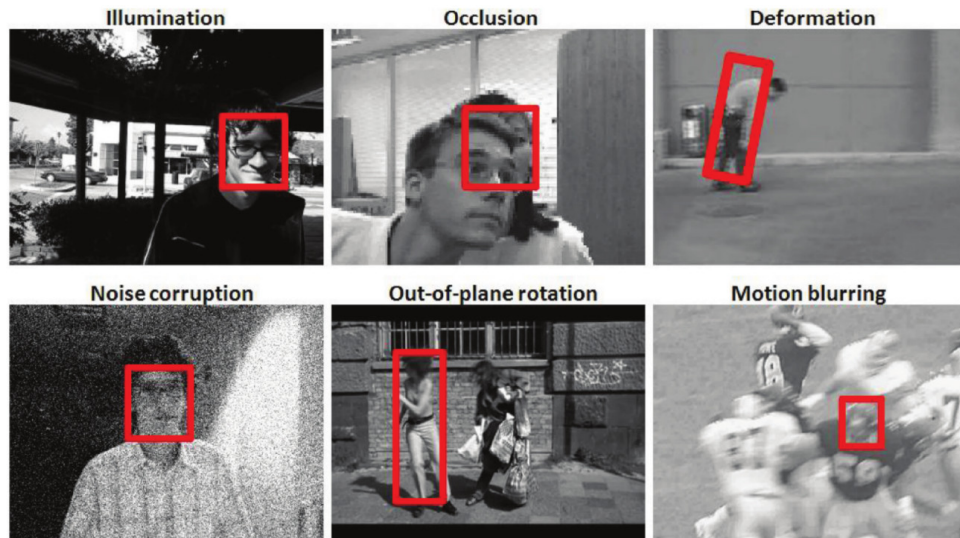 Illumination
Occlusion
Deformation
Noise corruption
Out-of-plane rotation
Motion blurring